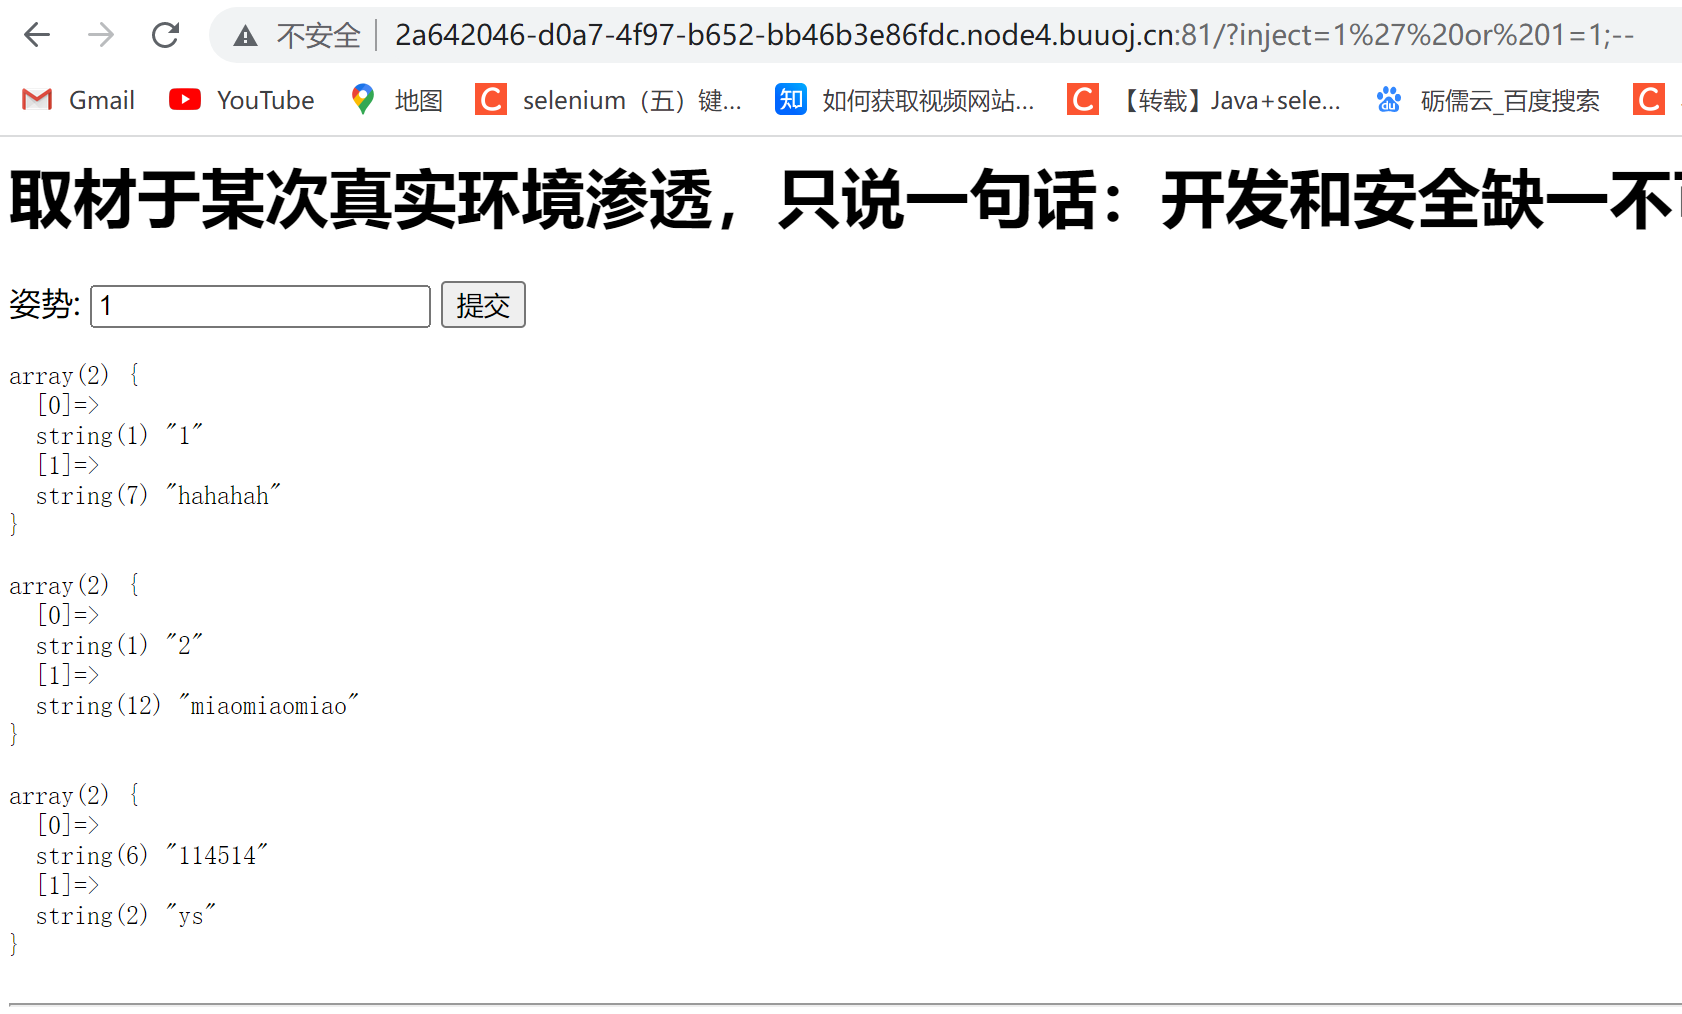 不安全 2a642046-d0a7-4f97-b652-bb46b3e86fdc.node4.buuoj.cn:81/?inject=1%27%20or%201=1;--
Gmail YouTube 地图 C selenium（五）键... 知 如何获取视频网站... C 【转载】Java+sele... du 砺儒云_百度搜索 C
取材于某次真实环境渗透，只说一句话：开发和安全缺一不
姿势: 1 提交
array(2) {
[0]=>
string(1) "1"
[1]=>
string(7) "hahahah"
}
array(2) {
[0]=>
string(1) "2"
[1]=>
string(12) "miaomiaomiao"
}
array(2) {
[0]=>
string(6) "114514"
[1]=>
string(2) "ys"
}